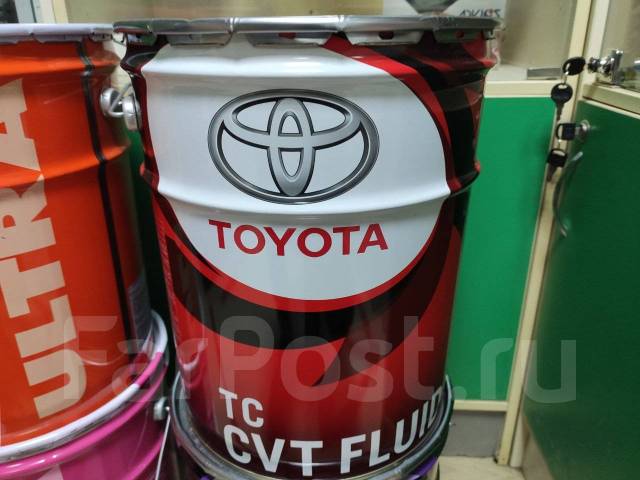 TOYOTA
ULTRA
TC
CVT FLUID
FarPost.ru